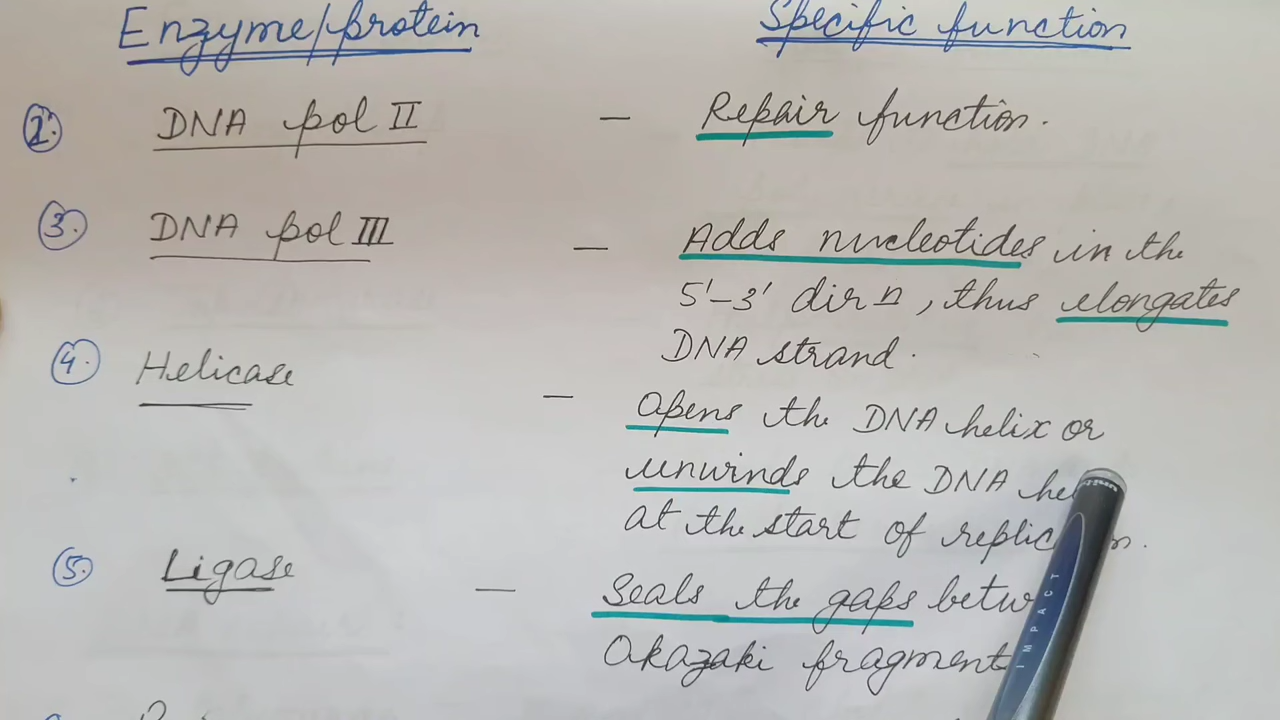 Enzyme/protein Specific function
2. DNA pol II – Repair function.
3. DNA pol III – Adds nucleotides in the
5'-3' dirn, thus elongates
DNA strand.
4. Helicase – Opens the DNA helix or
unwinds the DNA
at the start of
5. Ligase – Seals the gaps
Okazaki
IMPACT